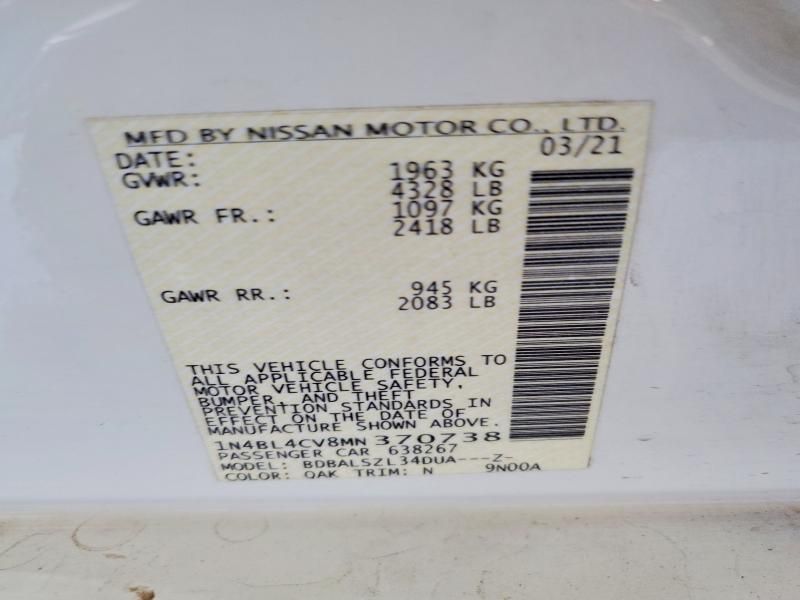 MFD BY NISSAN MOTOR CO., LTD.
DATE: 03/21
GVWR: 1963 KG
4328 LB
GAWR FR.: 1097 KG
2418 LB
GAWR RR.: 945 KG
2083 LB
THIS VEHICLE CONFORMS TO
ALL APPLICABLE FEDERAL
MOTOR VEHICLE SAFETY,
BUMPER, AND THEFT
PREVENTION STANDARDS IN
EFFECT ON THE DATE OF
MANUFACTURE SHOWN ABOVE.
1N4BL4CV8MN 370738
PASSENGER CAR 638267
MODEL: BDBALSZL34DUA---Z-
COLOR: QAK TRIM: N 9N00A